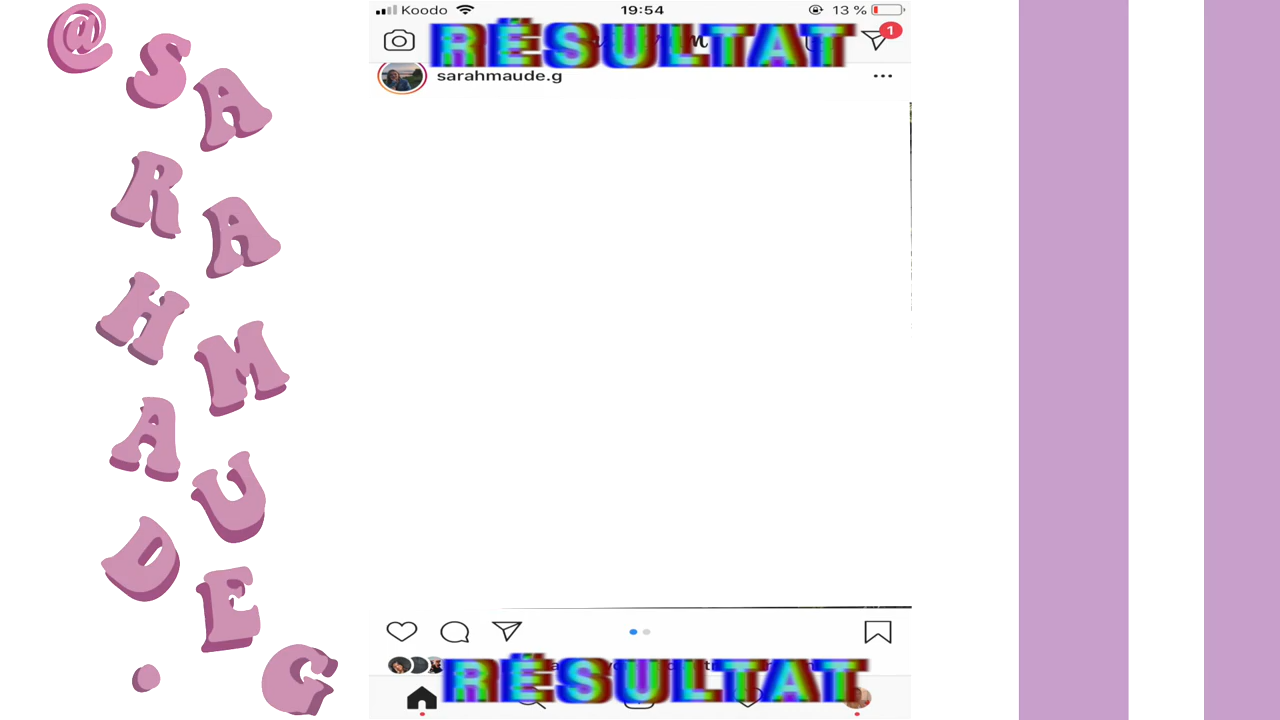 @SARAHMAUDE.G
Koodo 19:54 13 %
RÉSULTAT
1
sarahmaude.g
RÉSULTAT